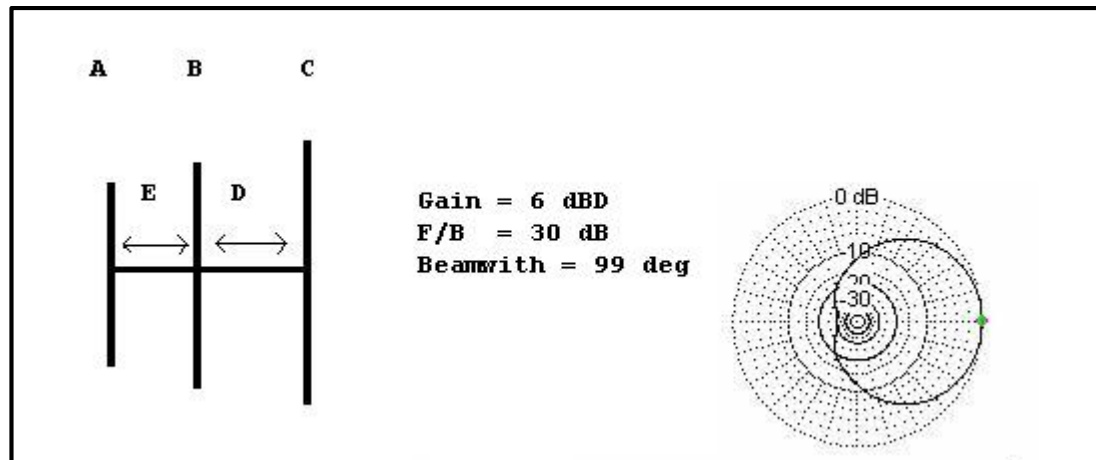 A B C
E D
Gain = 6 dBD
F/B = 30 dB
Beamwith = 99 deg
0 dB
-10
-20
-30